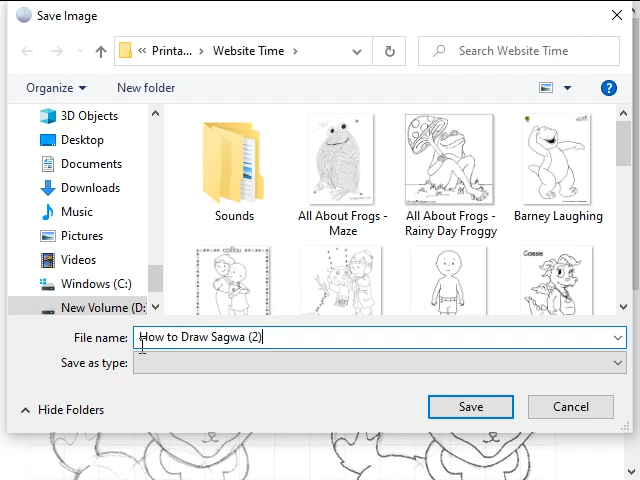 Save Image
Printa...
Website Time
Search Website Time
Organize
New folder
3D Objects
Desktop
Documents
Downloads
Music
Pictures
Videos
Windows (C:)
New Volume (D:
Sounds
All About Frogs -
Maze
All About Frogs -
Rainy Day Froggy
Barney Laughing
caillou
Cassie
File name:
How to Draw Sagwa (2)
Save as type:
Hide Folders
Save
Cancel